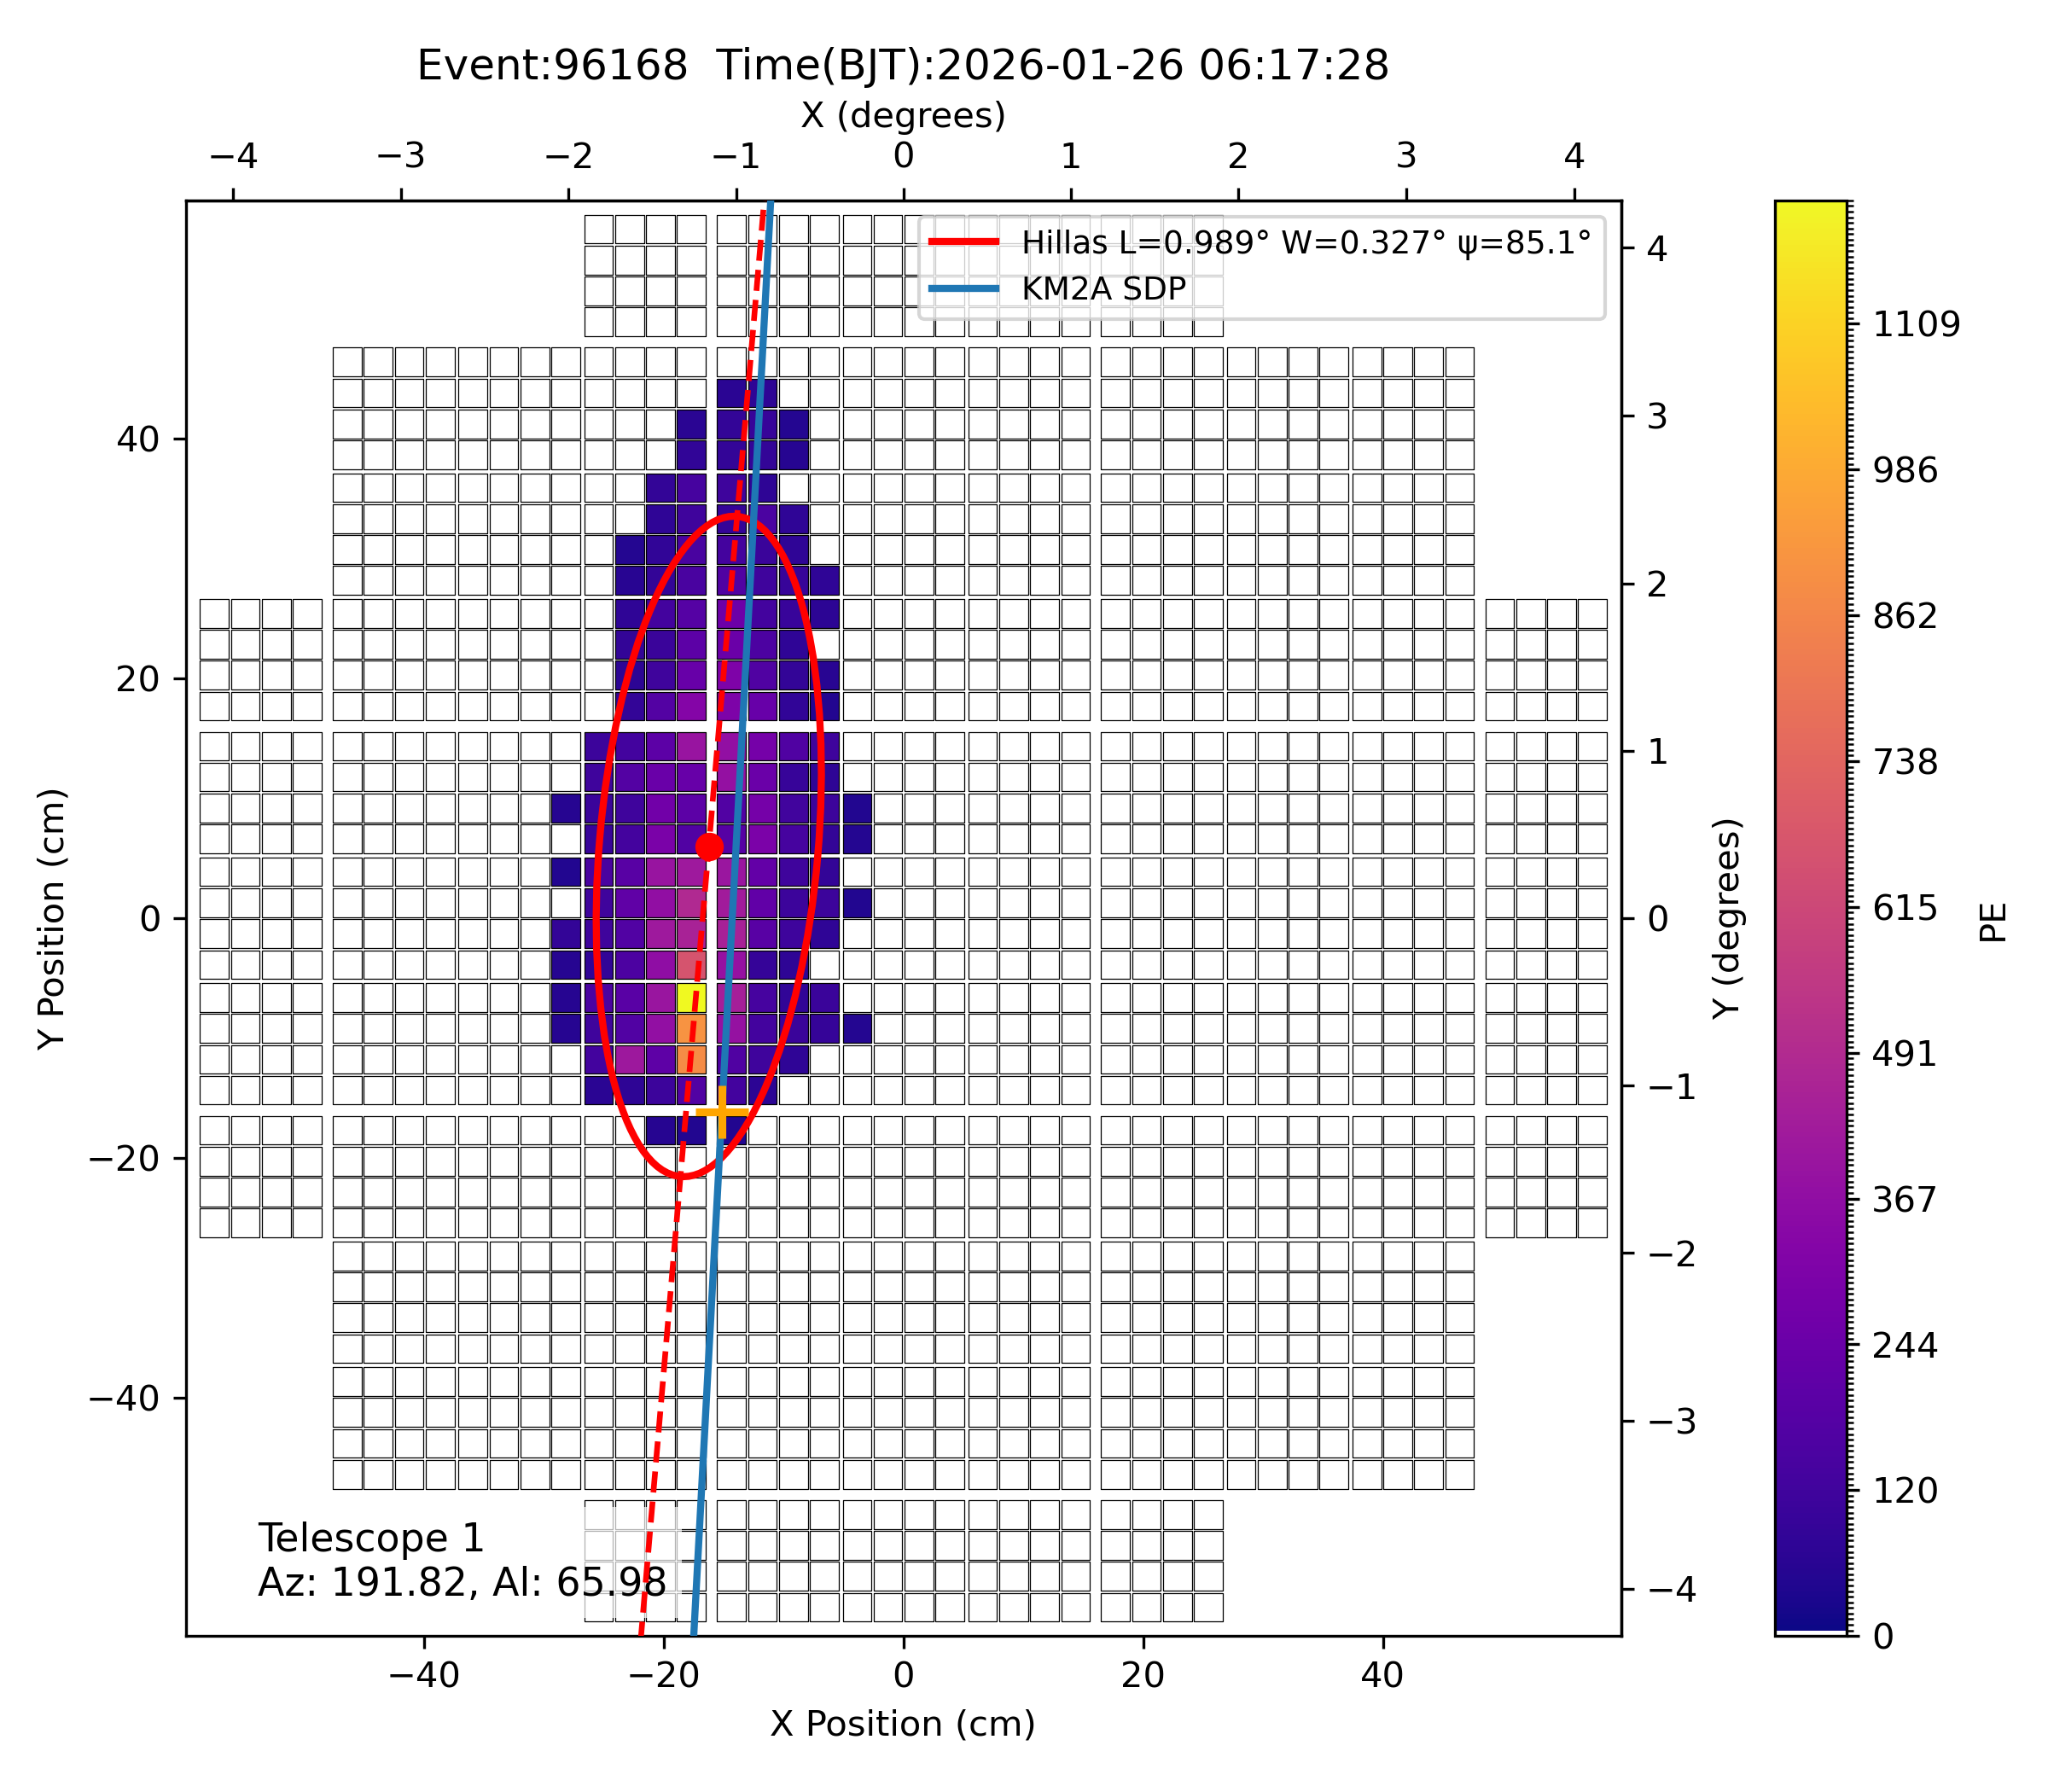 Event:96168  Time(BJT):2026-01-26 06:17:28
X (degrees)
−4 −3 −2 −1 0 1 2 3 4
Hillas L=0.989° W=0.327° ψ=85.1°
KM2A SDP
Y Position (cm)
40
20
0
−20
−40
4
3
2
1
0
−1
−2
−3
−4
Y (degrees)
1109
986
862
738
615
491
367
244
120
0
PE
Telescope 1
Az: 191.82, Al: 65.98
−40 −20 0 20 40
X Position (cm)